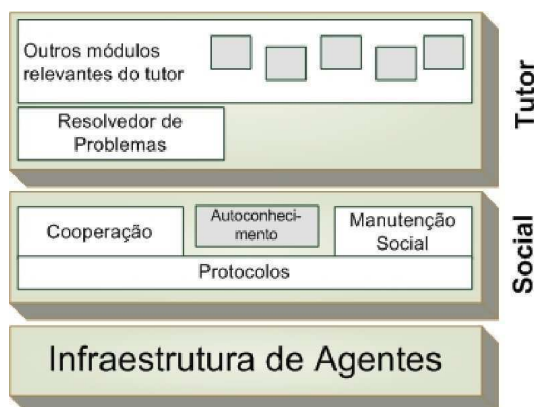 Outros módulos
relevantes do tutor
Resolvedor de
Problemas
Tutor
Cooperação
Autoconheci-
mento
Manutenção
Social
Protocolos
Social
Infraestrutura de Agentes